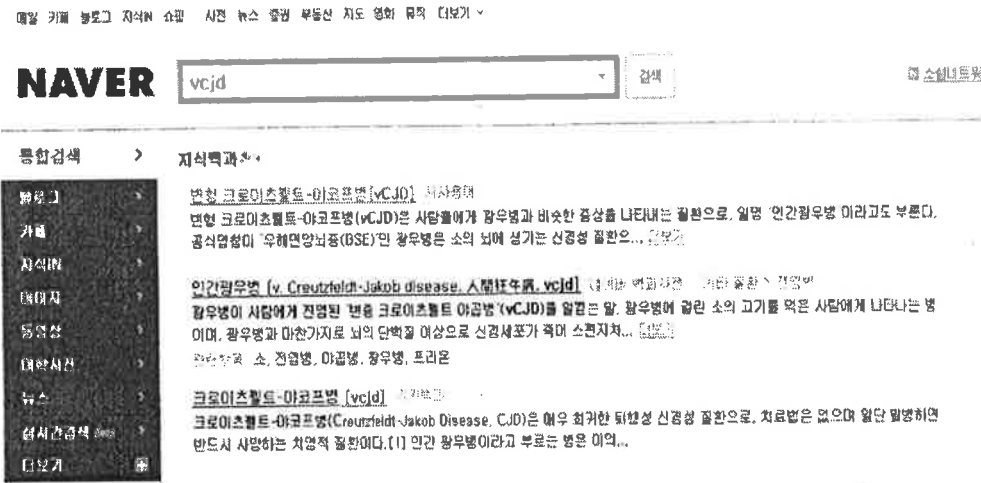 메일 카페 블로그 지식iN 쇼핑 사전 뉴스 증권 부동산 지도 영화 뮤직 더보기
NAVER vcjd 검색
통합검색
지식백과
블로그
카페
지식iN
이미지
동영상
어학사전
뉴스
실시간검색
더보기
변형 크로이츠펠트-야코프병[vCJD] 시사용어
변형 크로이츠펠트-야코프병(vCJD)은 사람들에게 광우병과 비슷한 증상을 나타내는 질환으로, 일명 '인간광우병'이라고도 부른다.
공식명칭이 '우해면양뇌증(BSE)'인 광우병은 소의 뇌에 생기는 신경성 질환으... 더보기
인간광우병 [v. Creutzfeldt-Jakob disease, 人間狂牛病, vcjd]
광우병이 사람에게 전염된 '변종 크로이츠펠트 야곱병'(vCJD)를 일컫는 말. 광우병에 걸린 소의 고기를 먹은 사람에게 나타나는 병
이며, 광우병과 마찬가지로 뇌의 단백질 이상으로 신경세포가 죽어 스펀지처... 더보기
소, 전염병, 야곱병, 광우병, 프리온
크로이츠펠트-야코프병 [vcjd]
크로이츠펠트-야코프병(Creutzfeldt-Jakob Disease, CJD)은 매우 희귀한 퇴행성 신경성 질환으로, 치료법은 없으며 일단 발병하면
반드시 사망하는 치명적 질환이다.[1] 인간 광우병이라고 부르는 병은 이의...